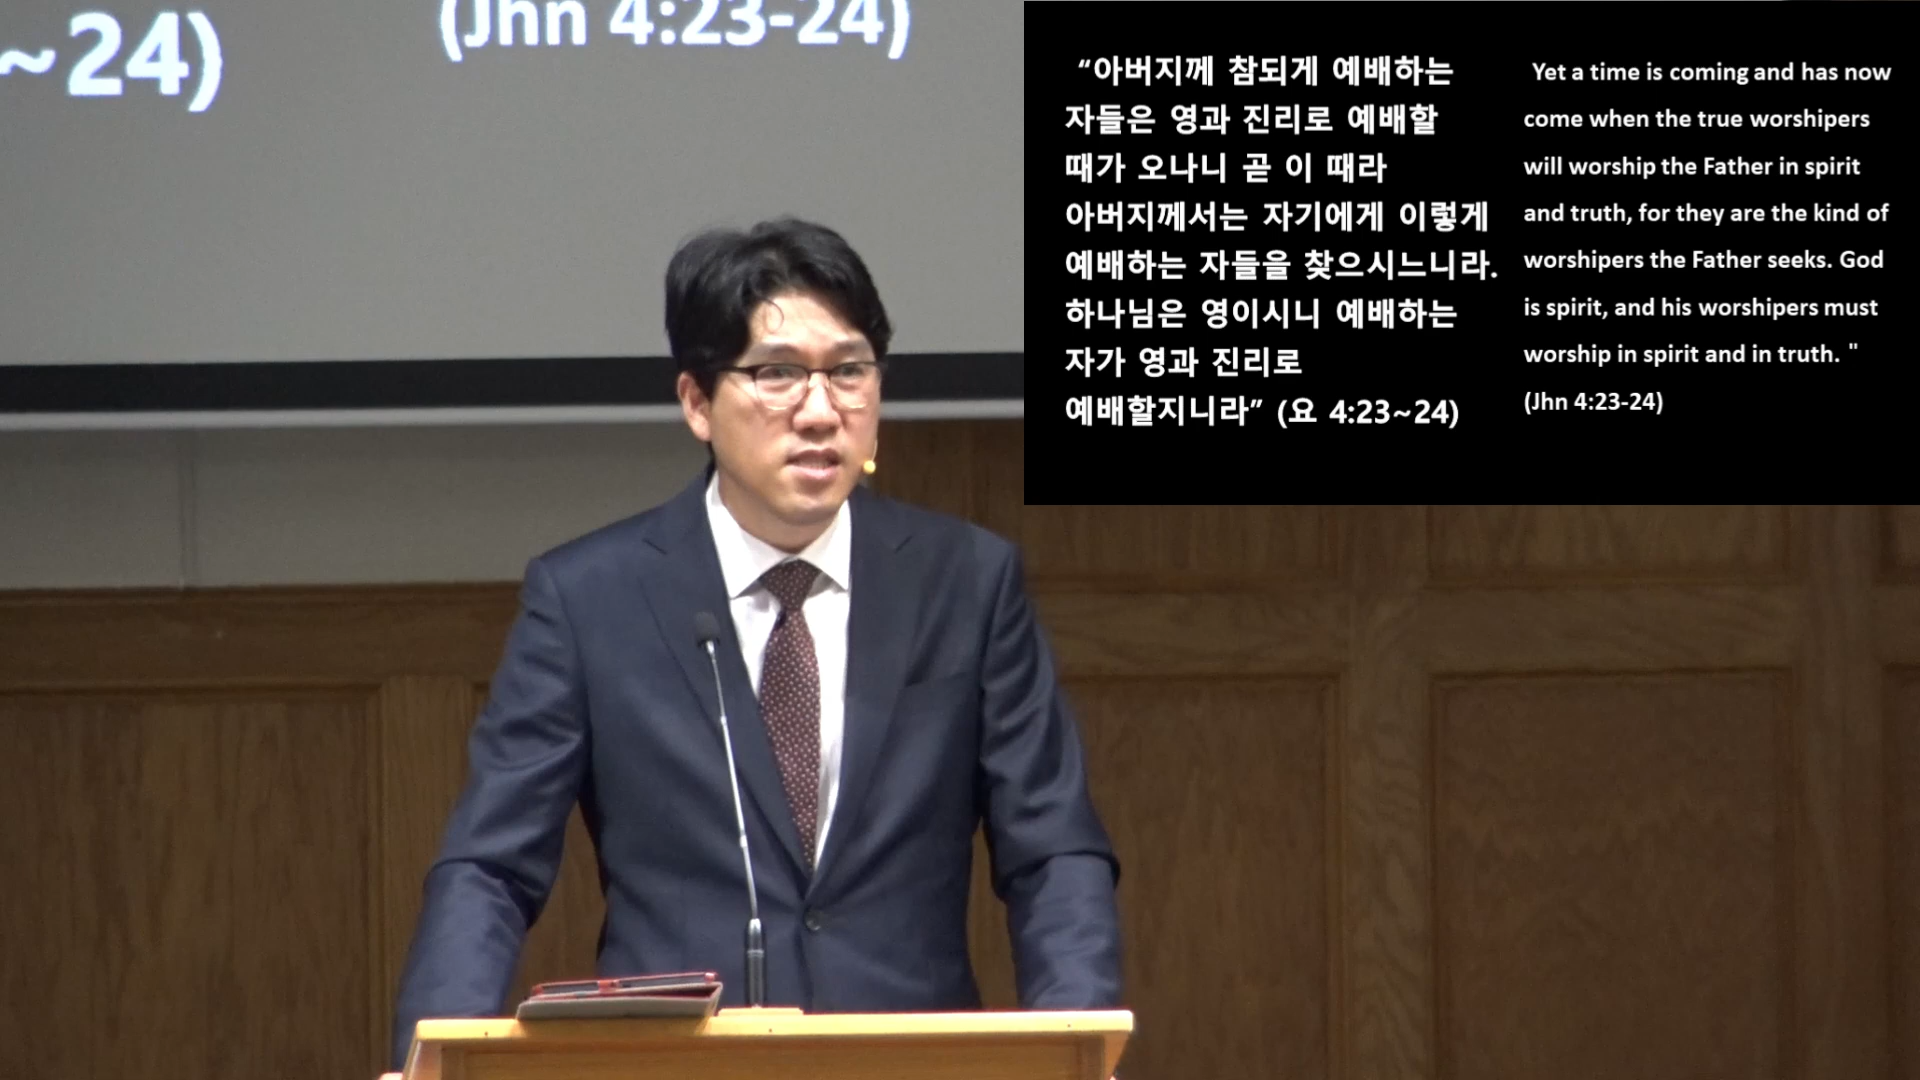 ~24)
(Jhn 4:23-24)
“아버지께 참되게 예배하는
자들은 영과 진리로 예배할
때가 오나니 곧 이 때라
아버지께서는 자기에게 이렇게
예배하는 자들을 찾으시느니라.
하나님은 영이시니 예배하는
자가 영과 진리로
예배할지니라” (요 4:23~24)
Yet a time is coming and has now
come when the true worshipers
will worship the Father in spirit
and truth, for they are the kind of
worshipers the Father seeks. God
is spirit, and his worshipers must
worship in spirit and in truth. "
(Jhn 4:23-24)